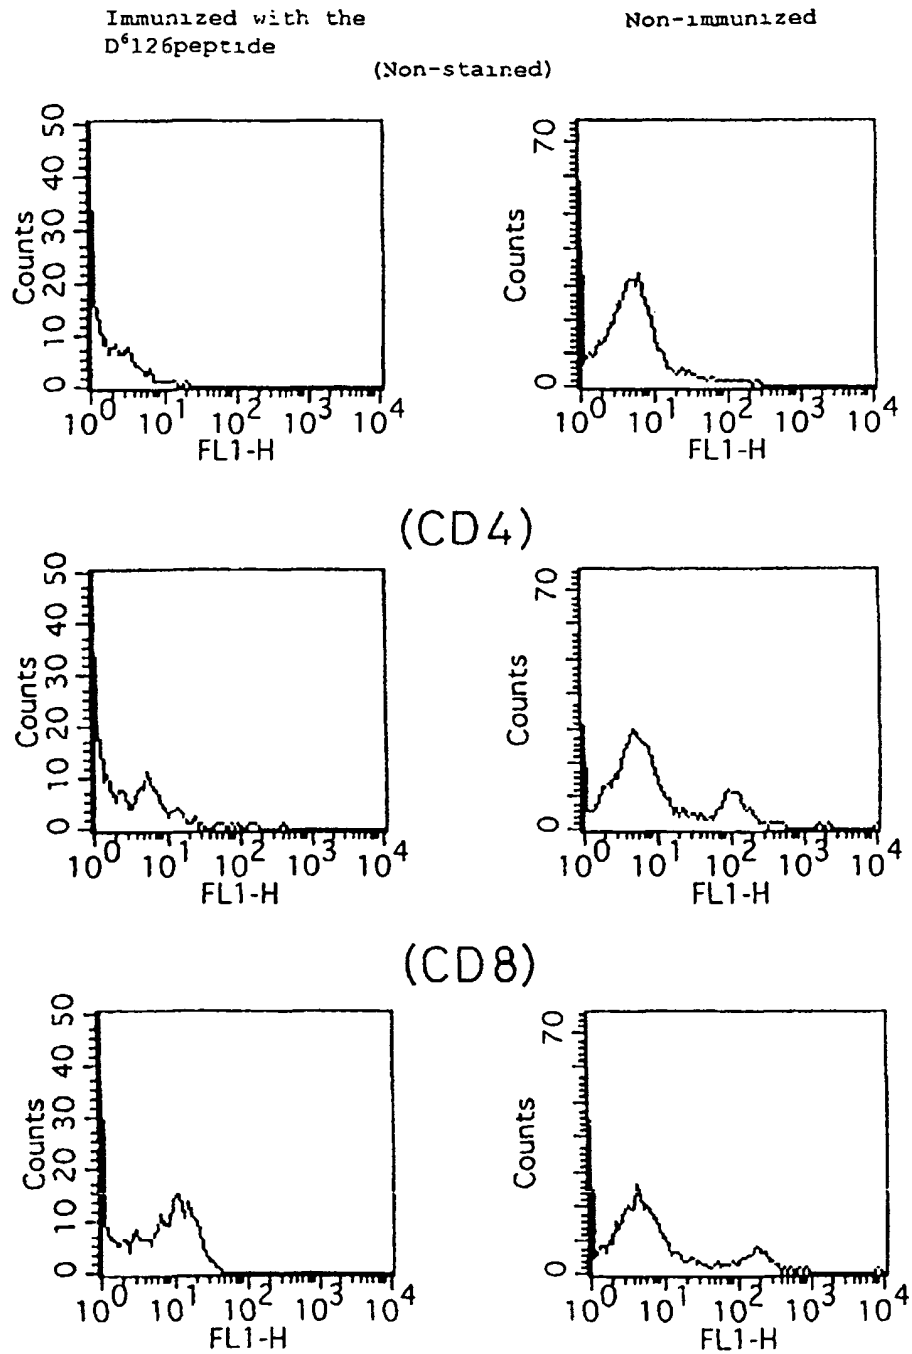 Immunized with the
D⁶126peptide
Non-immunized
(Non-stained)
50
40
30
20
10
0
Counts
10⁰ 10¹ 10² 10³ 10⁴
FL1-H
70
0
Counts
10⁰ 10¹ 10² 10³ 10⁴
FL1-H
(CD4)
50
40
30
20
10
0
Counts
10⁰ 10¹ 10² 10³ 10⁴
FL1-H
70
0
Counts
10⁰ 10¹ 10² 10³ 10⁴
FL1-H
(CD8)
50
40
30
20
10
0
Counts
10⁰ 10¹ 10² 10³ 10⁴
FL1-H
70
0
Counts
10⁰ 10¹ 10² 10³ 10⁴
FL1-H